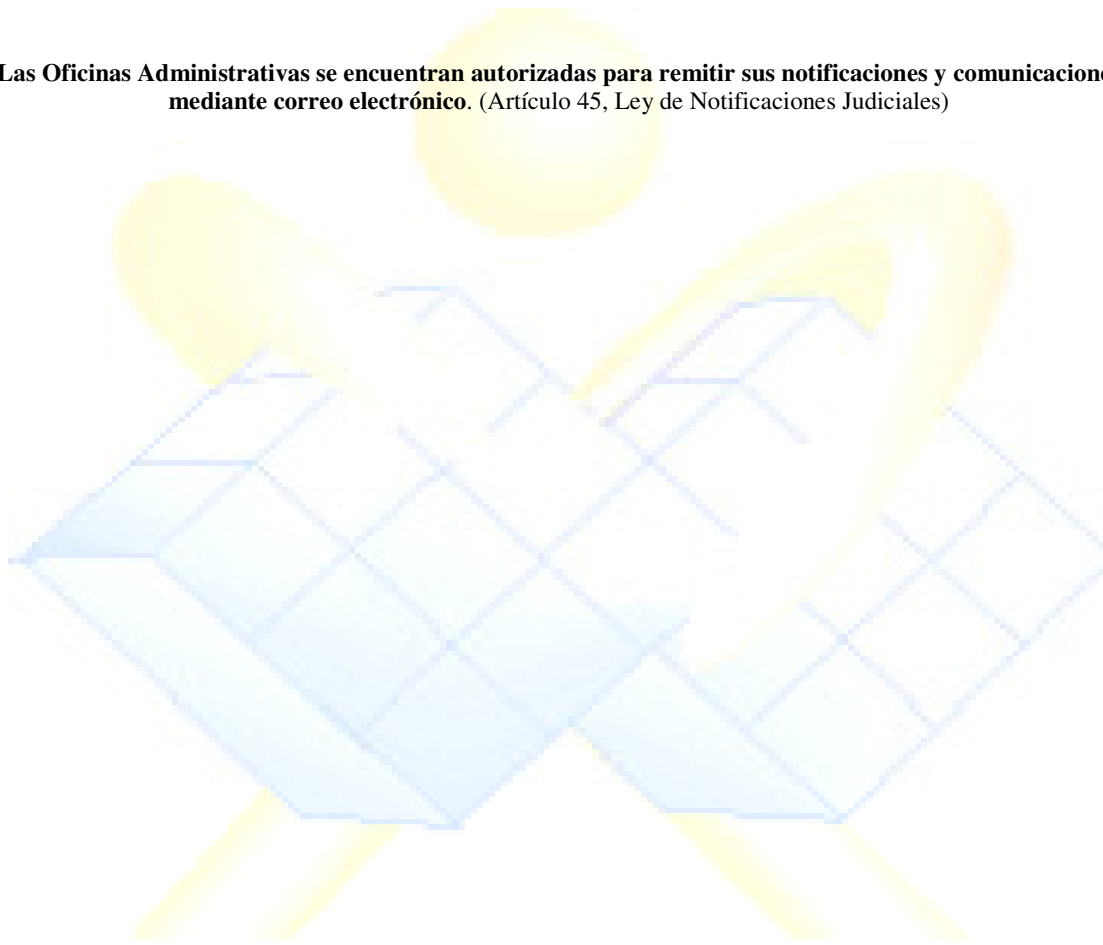 Las Oficinas Administrativas se encuentran autorizadas para remitir sus notificaciones y
mediante correo electrónico. (Artículo 45, Ley de Notificaciones Judiciales)